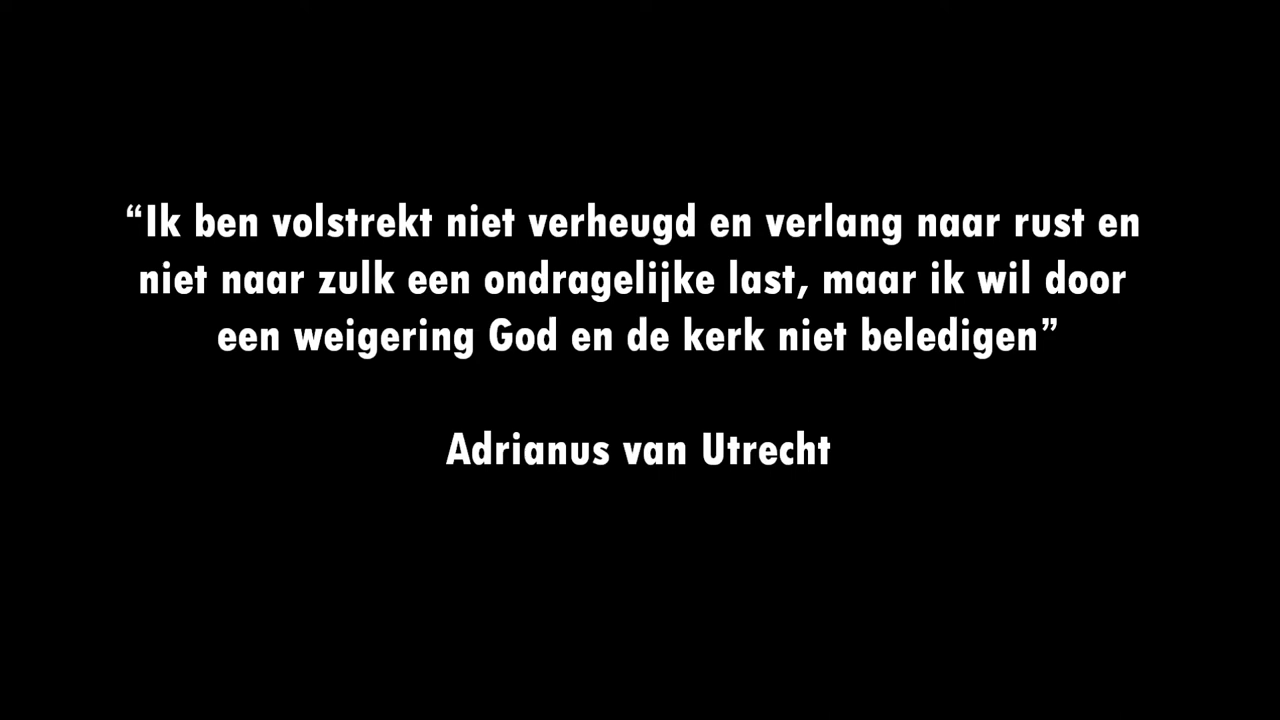 “Ik ben volstrekt niet verheugd en verlang naar rust en
niet naar zulk een ondragelijke last, maar ik wil door
een weigering God en de kerk niet beledigen”
Adrianus van Utrecht